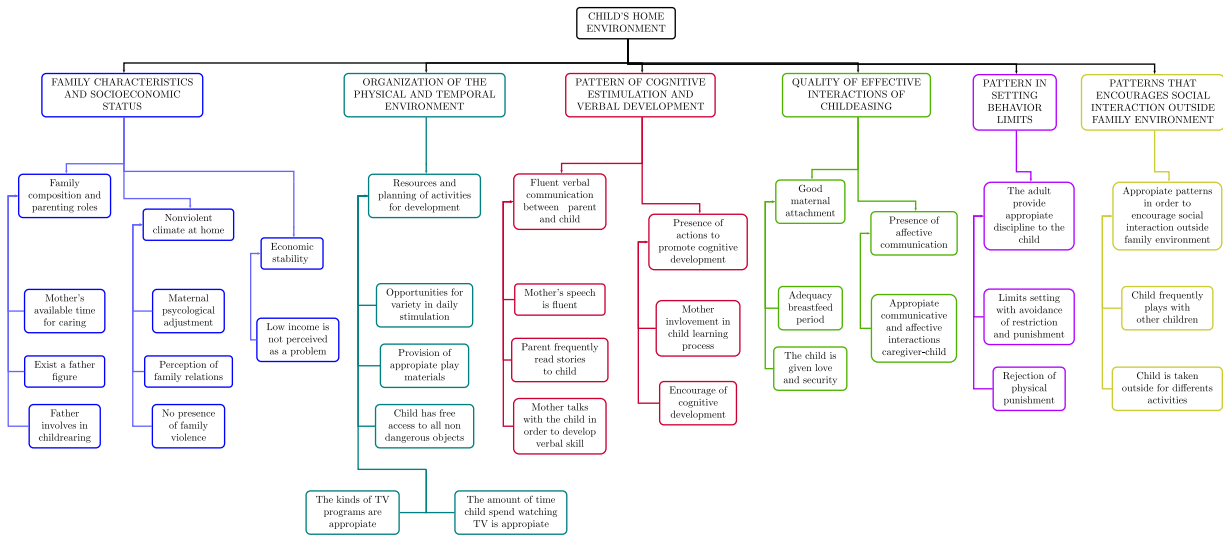 CHILD'S HOME
ENVIRONMENT
FAMILY CHARACTERISTICS
AND SOCIOECONOMIC
STATUS
ORGANIZATION OF THE
PHYSICAL AND TEMPORAL
ENVIRONMENT
PATTERN OF COGNITIVE
ESTIMULATION AND
VERBAL DEVELOPMENT
QUALITY OF EFFECTIVE
INTERACTIONS OF
CHILDEASING
PATTERN IN
SETTING
BEHAVIOR
LIMITS
PATTERNS THAT
ENCOURAGES SOCIAL
INTERACTION OUTSIDE
FAMILY ENVIRONMENT
Family
composition and
parenting roles
Nonviolent
climate at home
Economic
stability
Mother's
available time
for caring
Exist a father
figure
Father
involves in
childrearing
Maternal
psycological
adjustment
Perception of
family relations
No presence
of family
violence
Low income is
not perceived
as a problem
Resources and
planning of activities
for development
Opportunities for
variety in daily
stimulation
Provision of
appropiate play
materials
Child has free
access to all non
dangerous objects
The kinds of TV
programs are
appropiate
The amount of time
child spend watching
TV is appropiate
Fluent verbal
communication
between parent
and child
Mother's speech
is fluent
Parent frequently
read stories
to child
Mother talks
with the child in
order to develop
verbal skill
Presence of
actions to
promote cognitive
development
Mother
invlovement in
child learning
process
Encourage of
cognitive
development
Good
maternal
attachment
Adequacy
breastfeed
period
The child is
given love
and security
Presence of
affective
communication
Appropiate
communicative
and affective
interactions
caregiver-child
The adult
provide
appropiate
discipline to the
child
Limits setting
with avoidance
of restriction
and punishment
Rejection of
physical
punishment
Appropiate patterns
in order to
encourage social
interaction outside
family environment
Child frequently
plays with
other children
Child is taken
outside for differents
activities